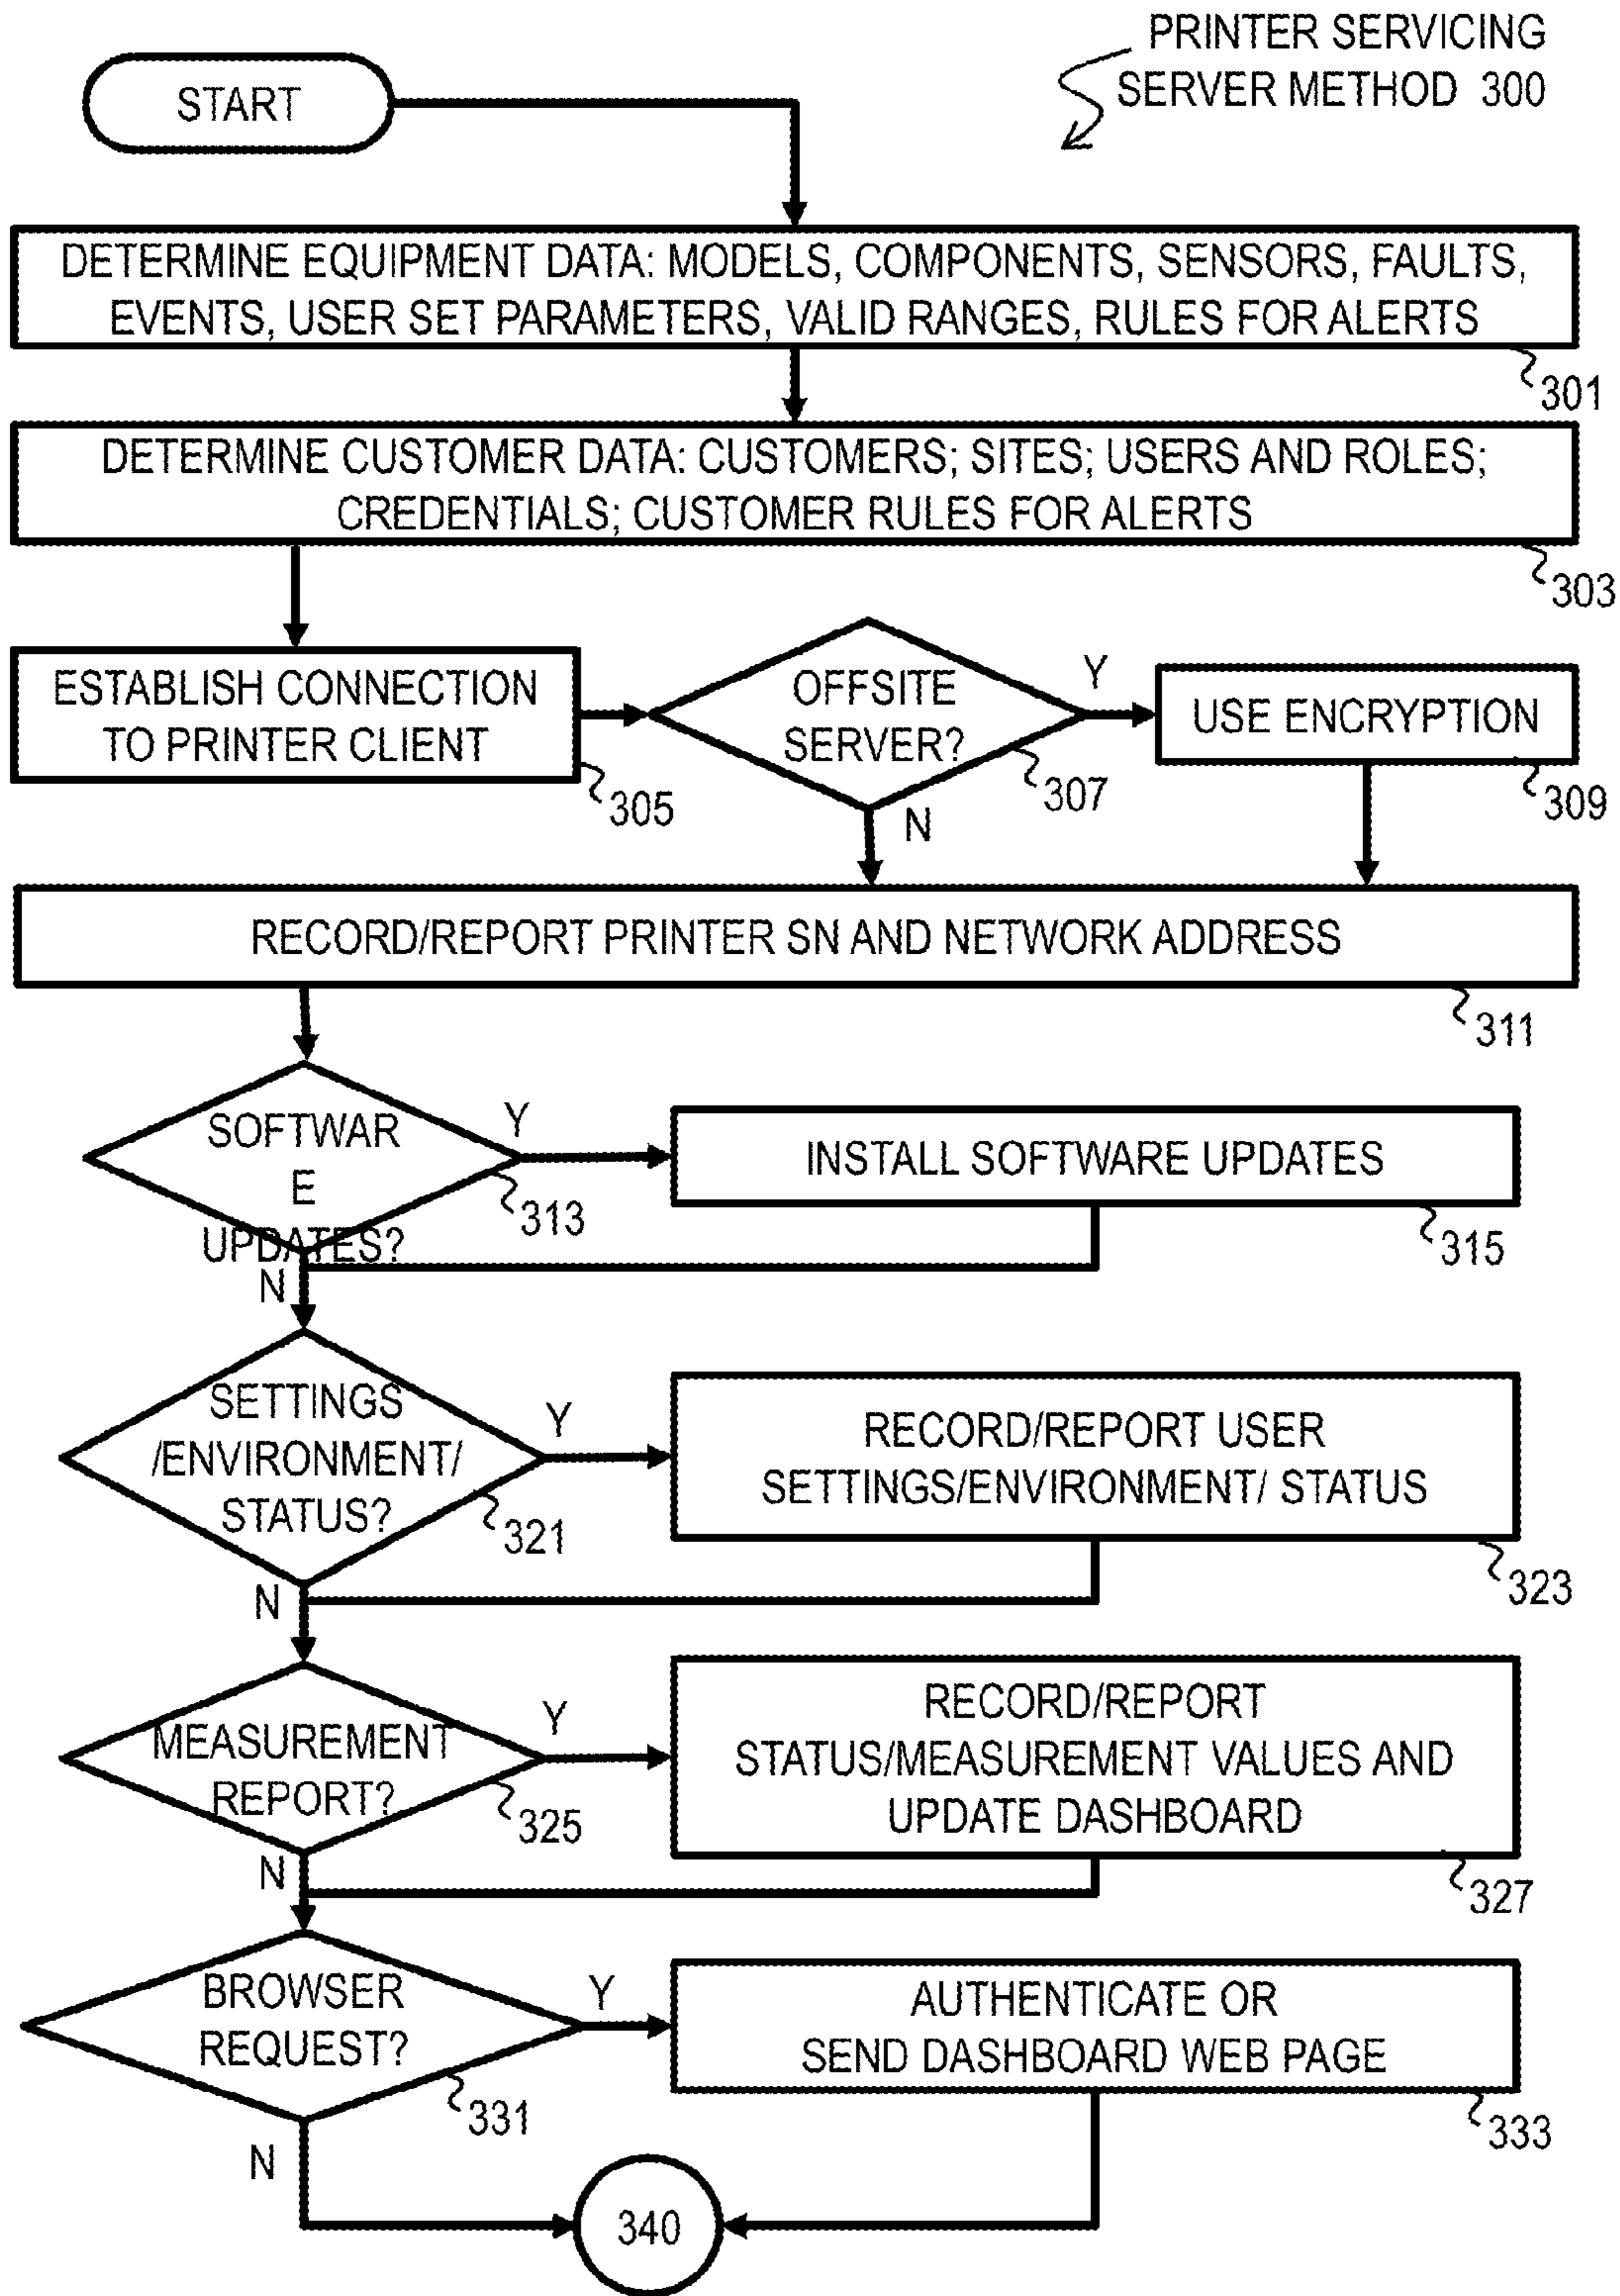 PRINTER SERVICING
SERVER METHOD 300
START
DETERMINE EQUIPMENT DATA: MODELS, COMPONENTS, SENSORS, FAULTS,
EVENTS, USER SET PARAMETERS, VALID RANGES, RULES FOR ALERTS
301
DETERMINE CUSTOMER DATA: CUSTOMERS; SITES; USERS AND ROLES;
CREDENTIALS; CUSTOMER RULES FOR ALERTS
303
ESTABLISH CONNECTION
TO PRINTER CLIENT
305
OFFSITE
SERVER?
307
Y
N
USE ENCRYPTION
309
RECORD/REPORT PRINTER SN AND NETWORK ADDRESS
311
SOFTWAR
E
UPDATES?
313
Y
N
INSTALL SOFTWARE UPDATES
315
SETTINGS
/ENVIRONMENT/
STATUS?
321
Y
N
RECORD/REPORT USER
SETTINGS/ENVIRONMENT/ STATUS
323
MEASUREMENT
REPORT?
325
Y
N
RECORD/REPORT
STATUS/MEASUREMENT VALUES AND
UPDATE DASHBOARD
327
BROWSER
REQUEST?
331
Y
N
AUTHENTICATE OR
SEND DASHBOARD WEB PAGE
333
340